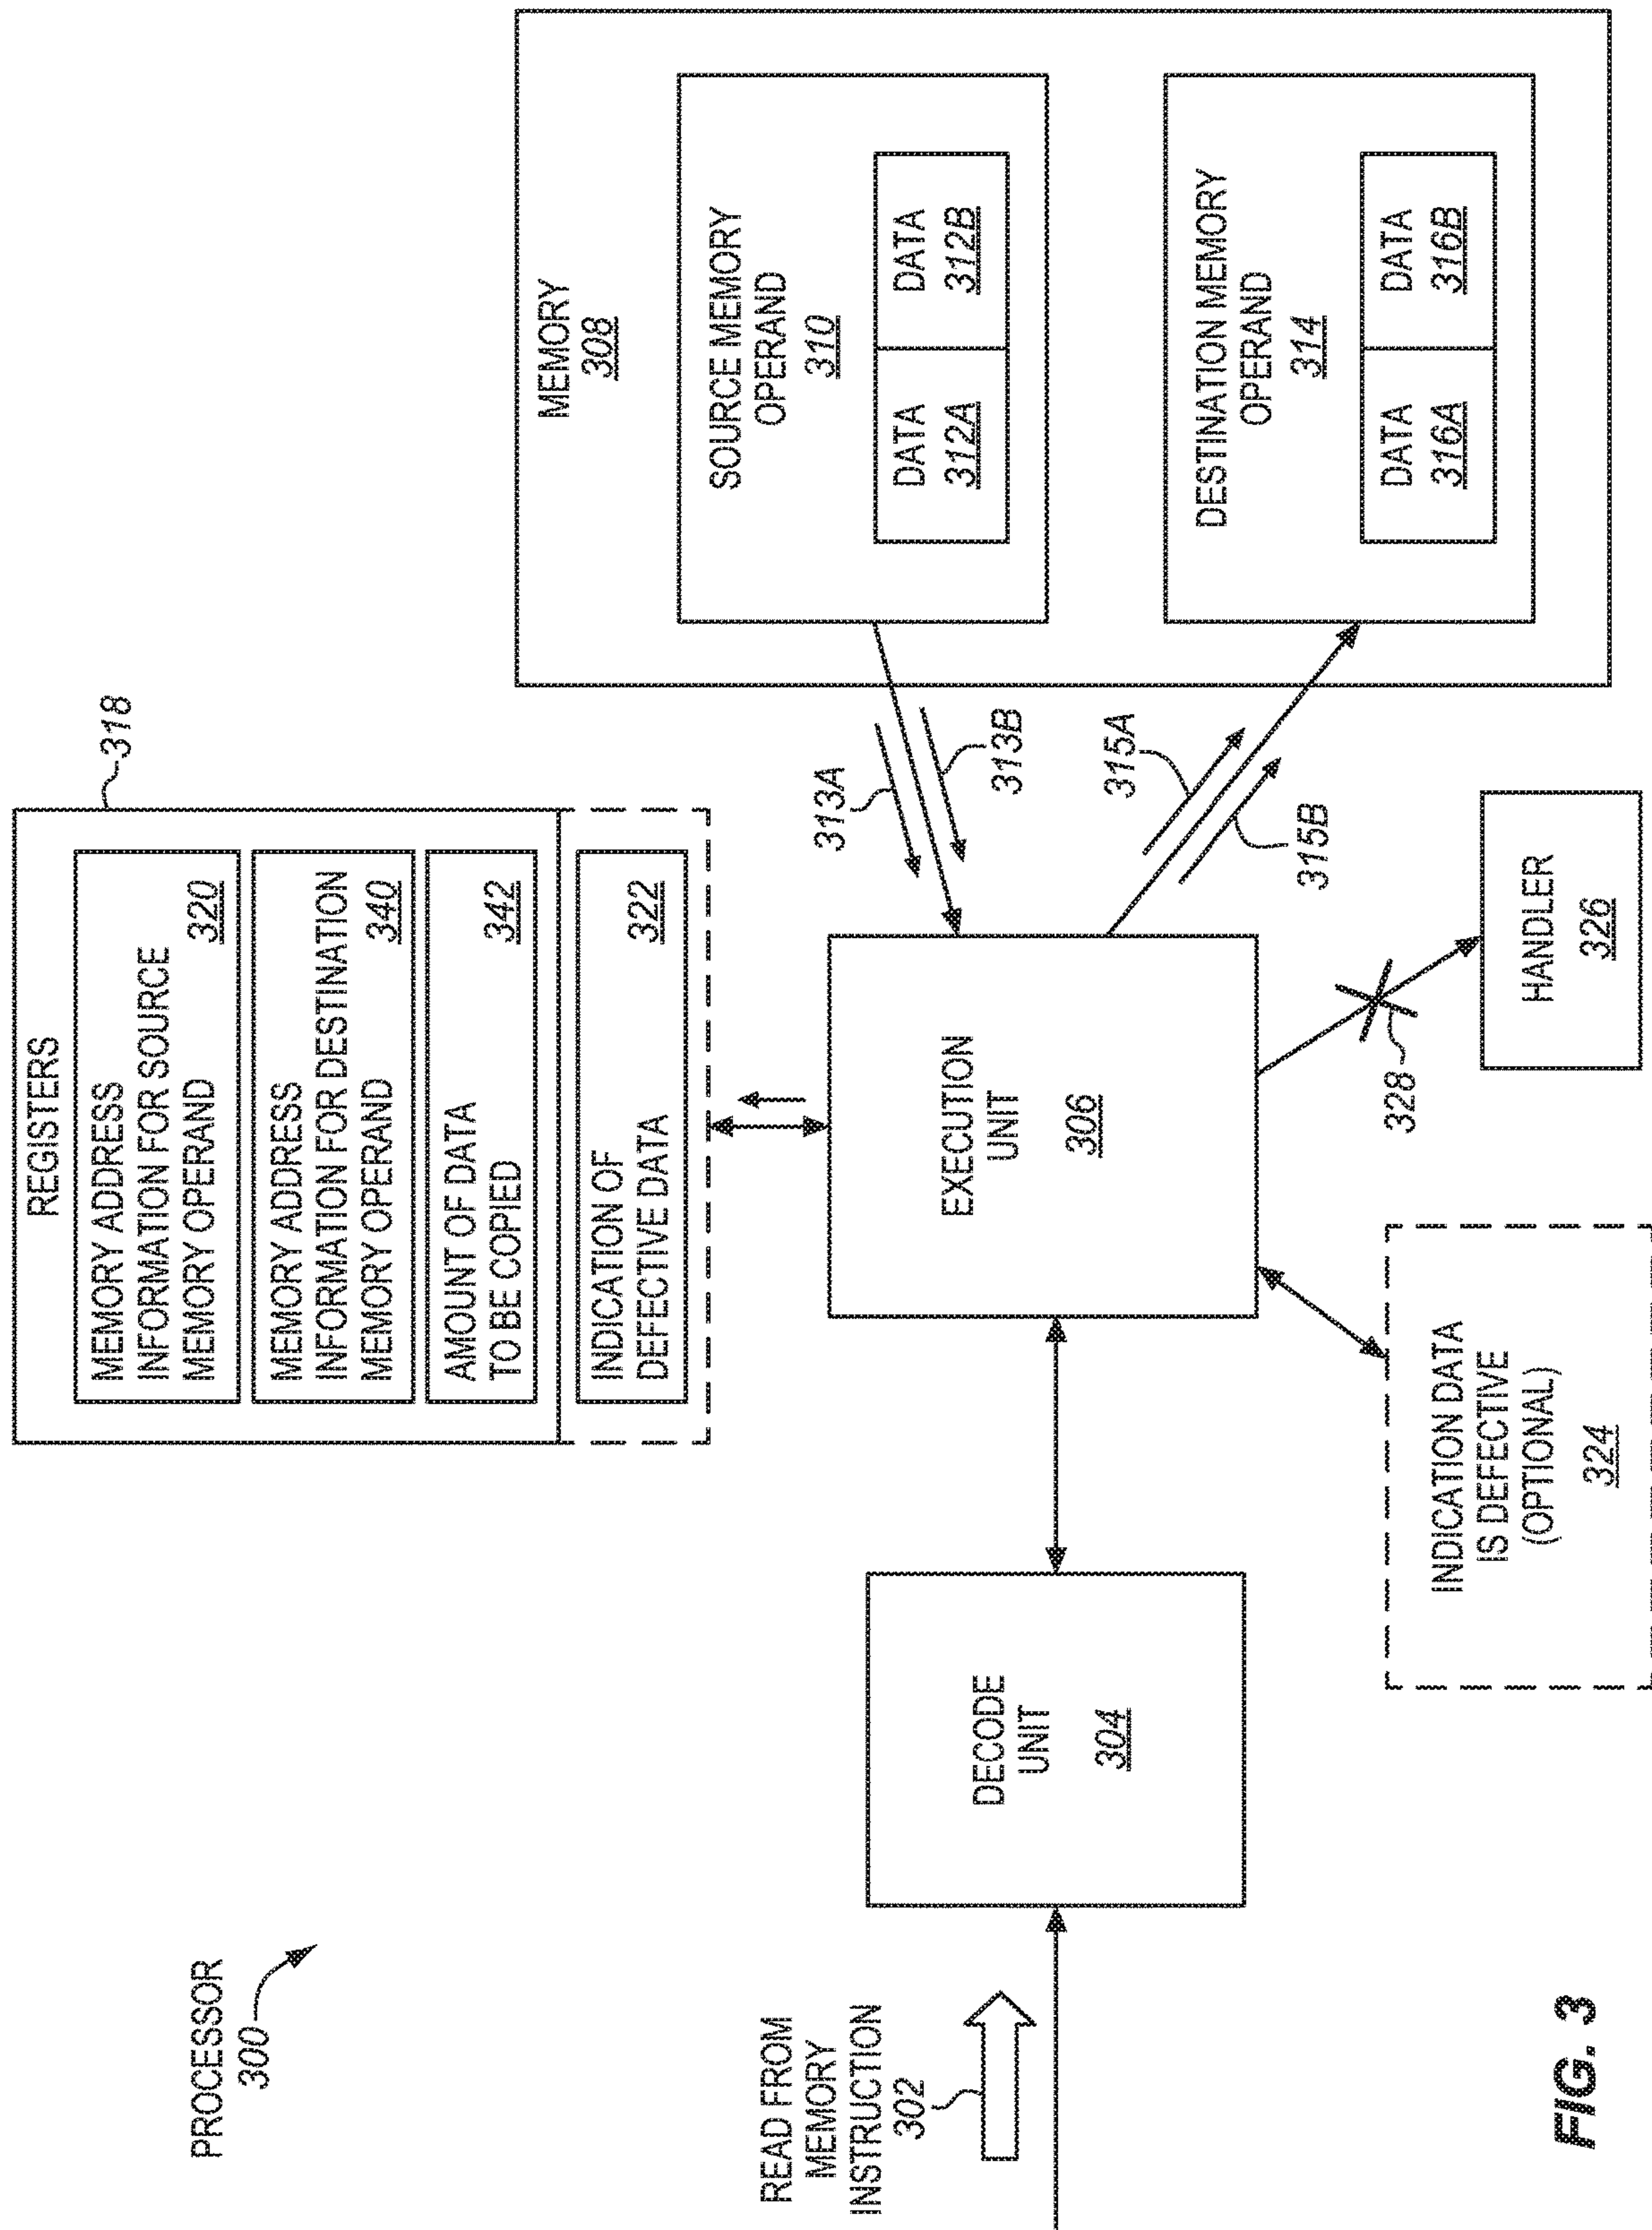 PROCESSOR
300
READ FROM
MEMORY
INSTRUCTION
302
DECODE
UNIT
304
REGISTERS
318
MEMORY ADDRESS
INFORMATION FOR SOURCE
MEMORY OPERAND
320
MEMORY ADDRESS
INFORMATION FOR DESTINATION
MEMORY OPERAND
340
AMOUNT OF DATA
TO BE COPIED
342
INDICATION OF
DEFECTIVE DATA
322
EXECUTION
UNIT
306
INDICATION DATA
IS DEFECTIVE
(OPTIONAL)
324
313A
313B
315A
315B
328
HANDLER
326
MEMORY
308
SOURCE MEMORY
OPERAND
310
DATA
312A
DATA
312B
DESTINATION MEMORY
OPERAND
314
DATA
316A
DATA
316B
FIG. 3